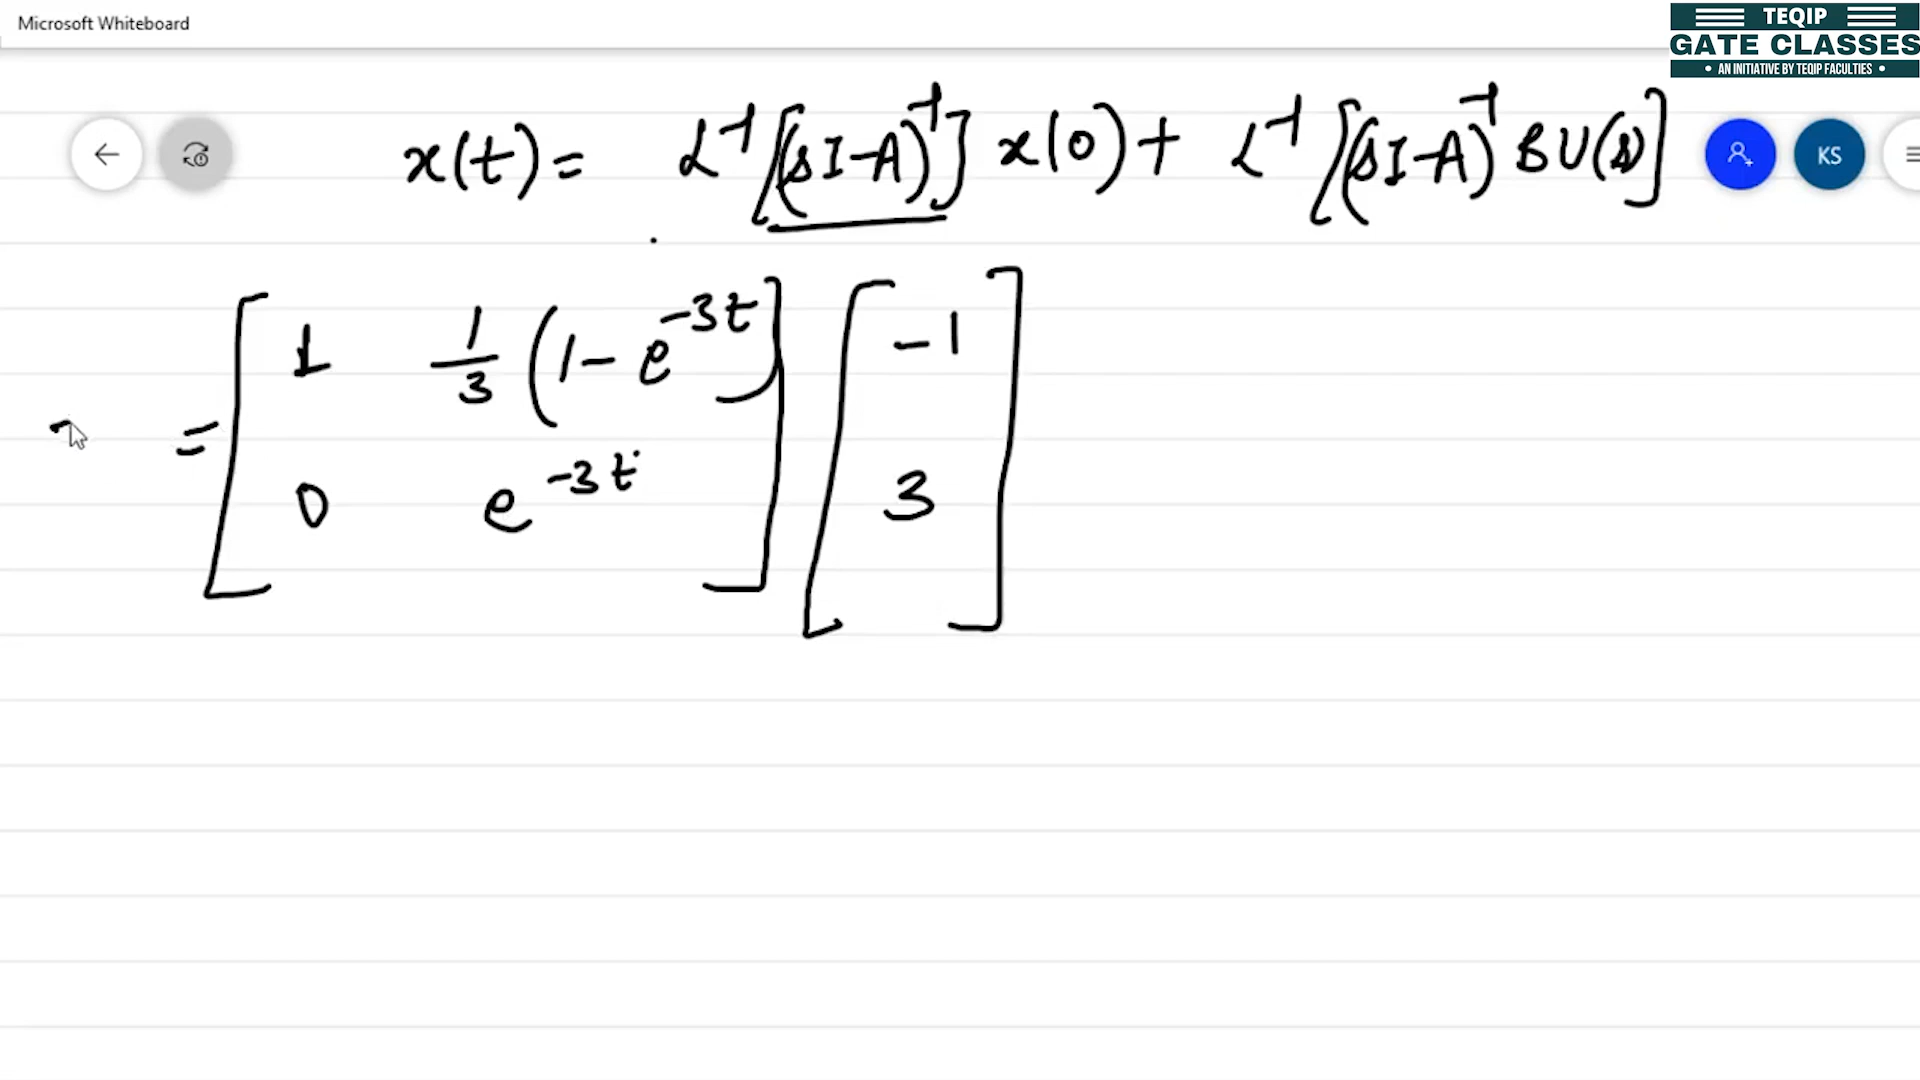 Microsoft Whiteboard
TEQIP
GATE CLASSES
• AN INITIATIVE BY TEQIP FACULTIES •
x(t) = L⁻¹[(sI-A)⁻¹] x(0) + L⁻¹[(sI-A)⁻¹ B U(s)]
KS
= [1 1/3 (1 - e^-3t) [-1
0 e^-3t] 3]